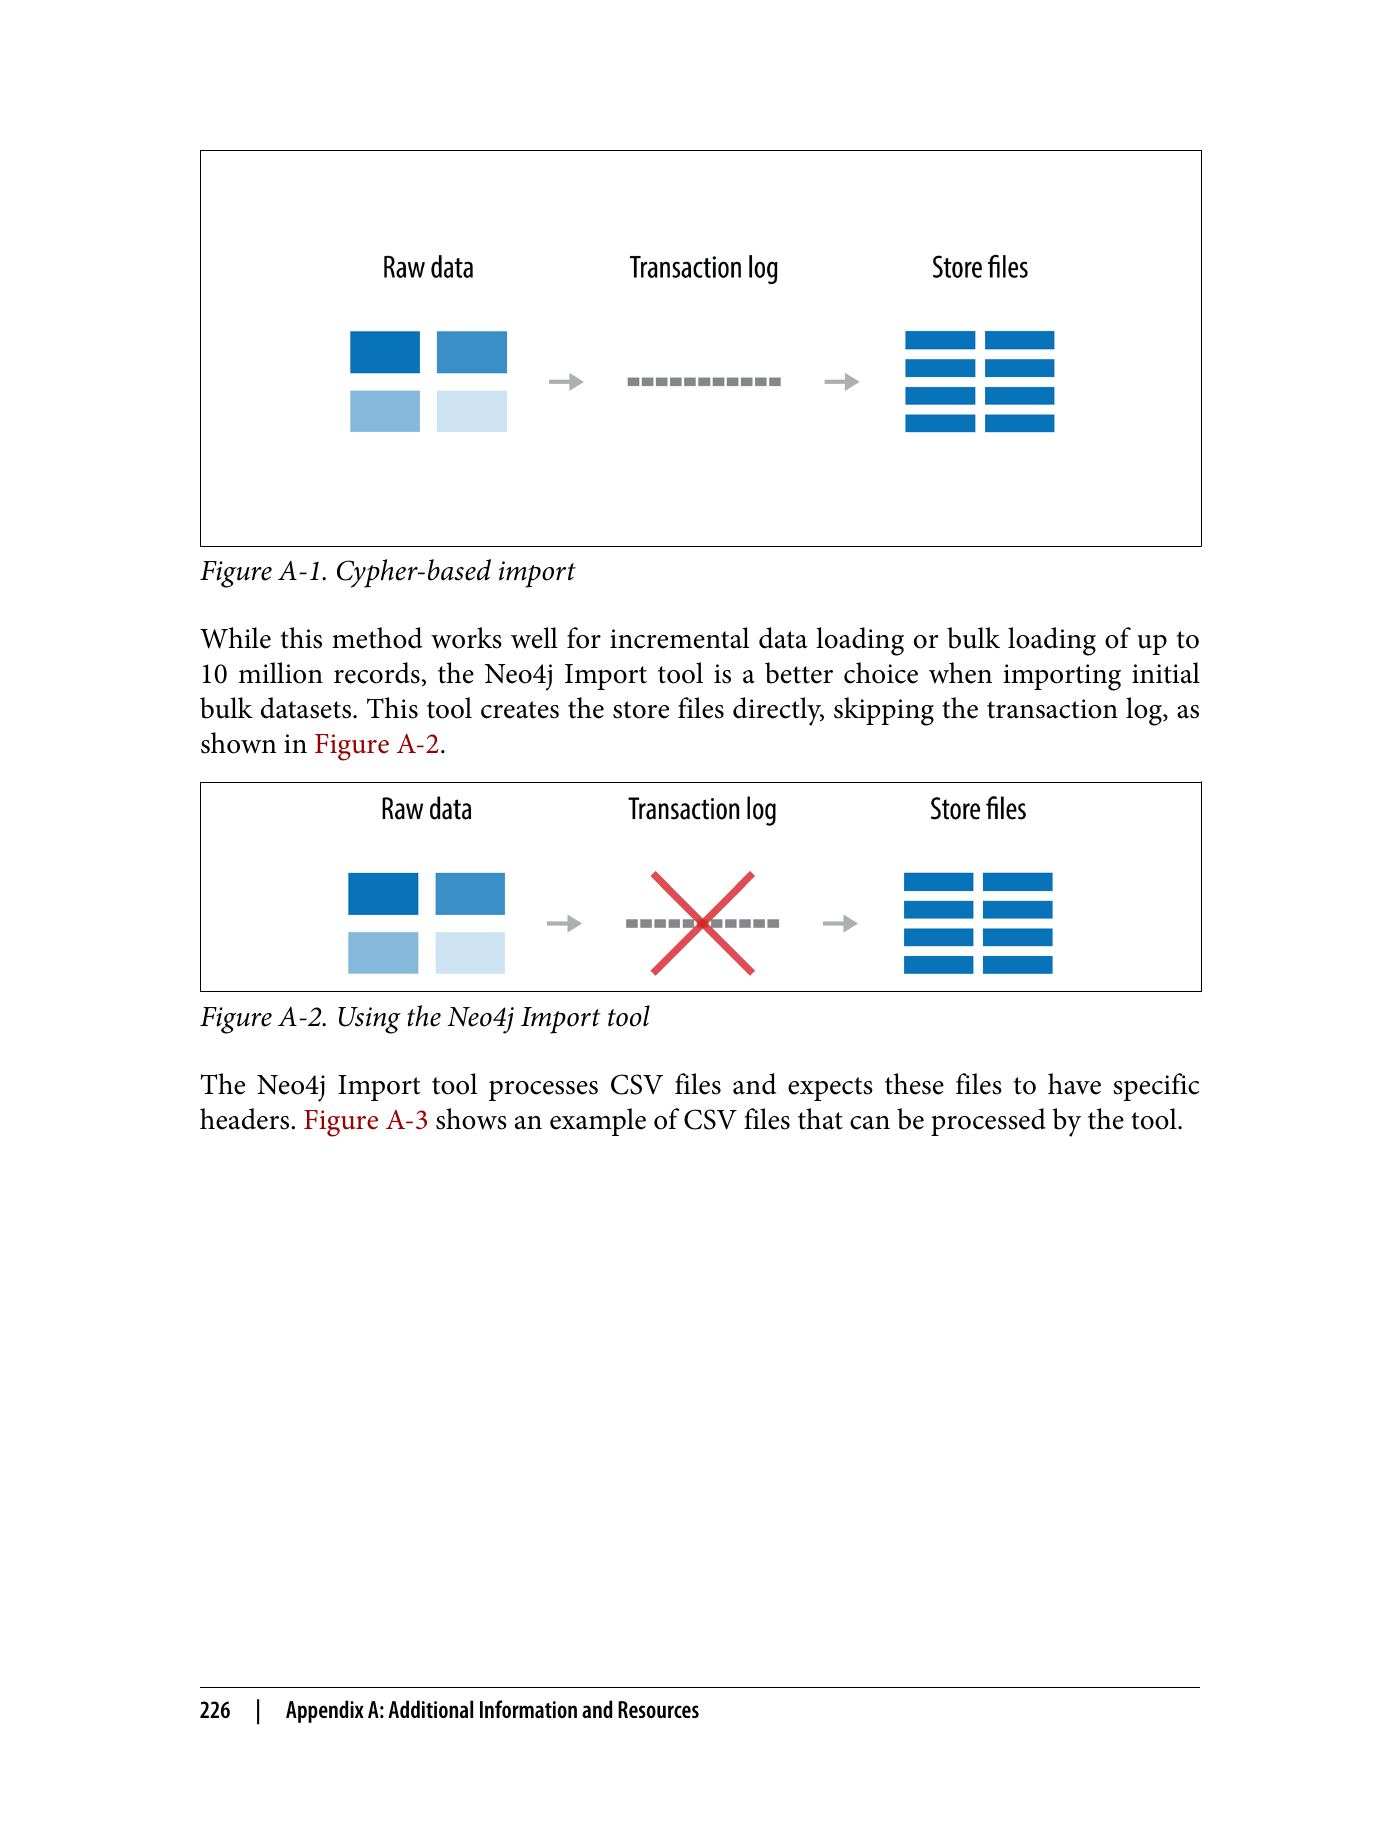 Raw data Transaction log Store files
Figure A-1. Cypher-based import
While this method works well for incremental data loading or bulk loading of up to
10 million records, the Neo4j Import tool is a better choice when importing initial
bulk datasets. This tool creates the store files directly, skipping the transaction log, as
shown in Figure A-2.
Raw data Transaction log Store files
Figure A-2. Using the Neo4j Import tool
The Neo4j Import tool processes CSV files and expects these files to have specific
headers. Figure A-3 shows an example of CSV files that can be processed by the tool.
226 | Appendix A: Additional Information and Resources